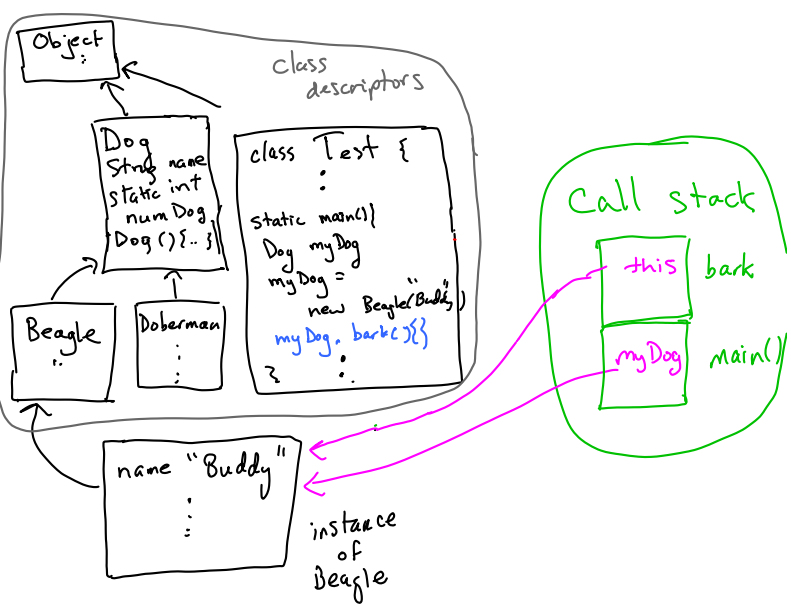 Object
:
class
descriptors
Dog
String name
static int
numDog
Dog(){..}
class Test {
:
static main(){
Dog myDog
myDog =
new Beagle("Buddy")
myDog.bark(){}
:
}
Beagle
..
Doberman
:
name "Buddy"
:
instance
of
Beagle
Call stack
this bark
myDog main()